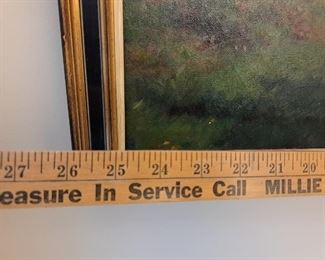 27 26 25 24 23 22 21 20
easure In Service Call MILLIE